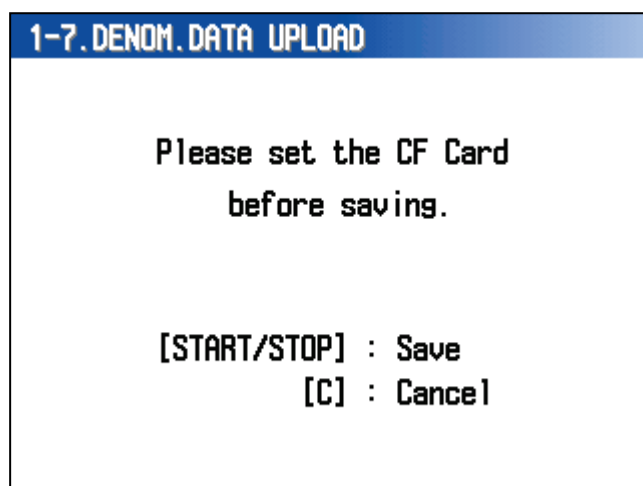 1-7.DENOM.DATA UPLOAD
Please set the CF Card
before saving.
[START/STOP] : Save
[C] : Cancel